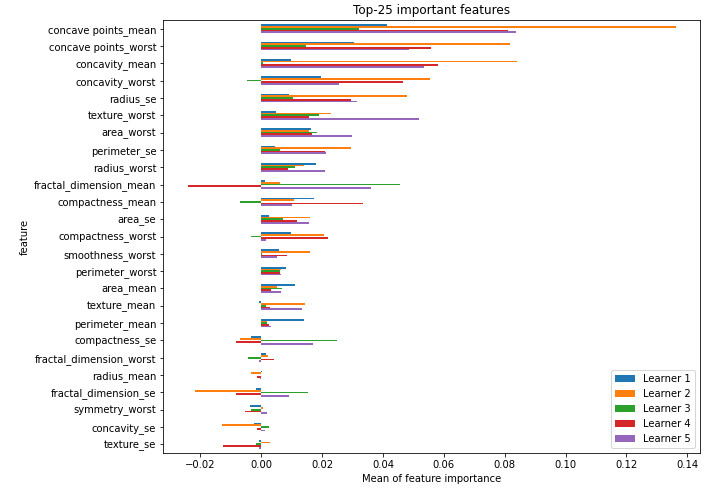 Top-25 important features
concave points_mean
concave points_worst
concavity_mean
concavity_worst
radius_se
texture_worst
area_worst
perimeter_se
radius_worst
fractal_dimension_mean
compactness_mean
area_se
compactness_worst
smoothness_worst
perimeter_worst
area_mean
texture_mean
perimeter_mean
compactness_se
fractal_dimension_worst
radius_mean
fractal_dimension_se
symmetry_worst
concavity_se
texture_se
feature
Learner 1
Learner 2
Learner 3
Learner 4
Learner 5
−0.02 0.00 0.02 0.04 0.06 0.08 0.10 0.12 0.14
Mean of feature importance